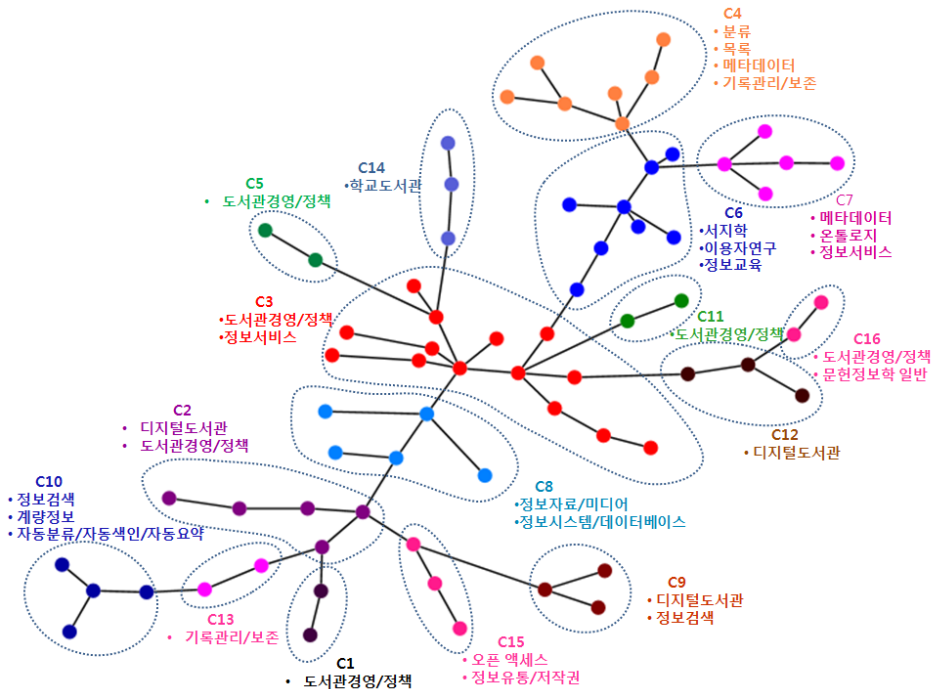 C4
• 분류
• 목록
• 메타데이터
• 기록관리/보존
C14
•학교도서관
C5
• 도서관경영/정책
C7
• 메타데이터
• 온톨로지
• 정보서비스
C6
•서지학
•이용자연구
•정보교육
C3
•도서관경영/정책
•정보서비스
C11
•도서관경영/정책
C16
• 도서관경영/정책
• 문헌정보학 일반
C12
• 디지털도서관
C2
• 디지털도서관
• 도서관경영/정책
C8
•정보자료/미디어
•정보시스템/데이터베이스
C10
• 정보검색
• 계량정보
• 자동분류/자동색인/자동요약
C9
• 디지털도서관
• 정보검색
C13
• 기록관리/보존
C15
• 오픈 액세스
• 정보유통/저작권
C1
• 도서관경영/정책